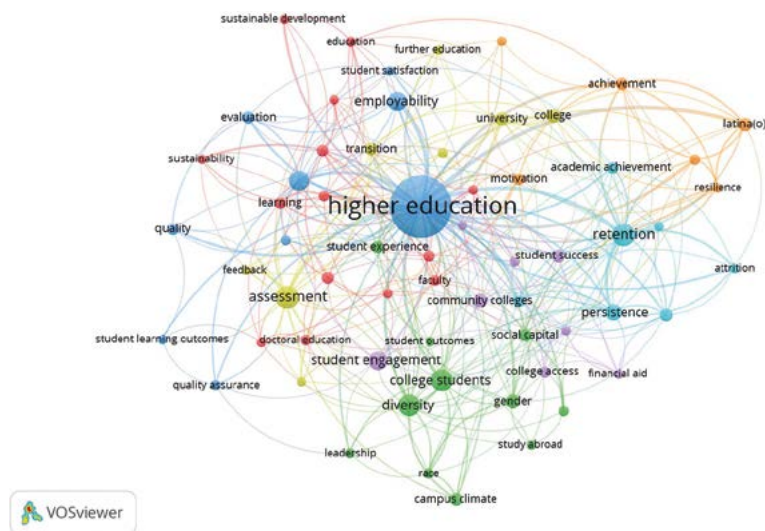 sustainable development
education
further education
student satisfaction
achievement
employability
evaluation
university
college
latina(o)
transition
sustainability
academic achievement
motivation
resilience
learning
higher education
quality
retention
student experience
student success
feedback
attrition
faculty
assessment
community colleges
persistence
student learning outcomes
doctoral education
student outcomes
social capital
student engagement
college access
financial aid
quality assurance
college students
diversity
gender
study abroad
leadership
race
campus climate
VOSviewer